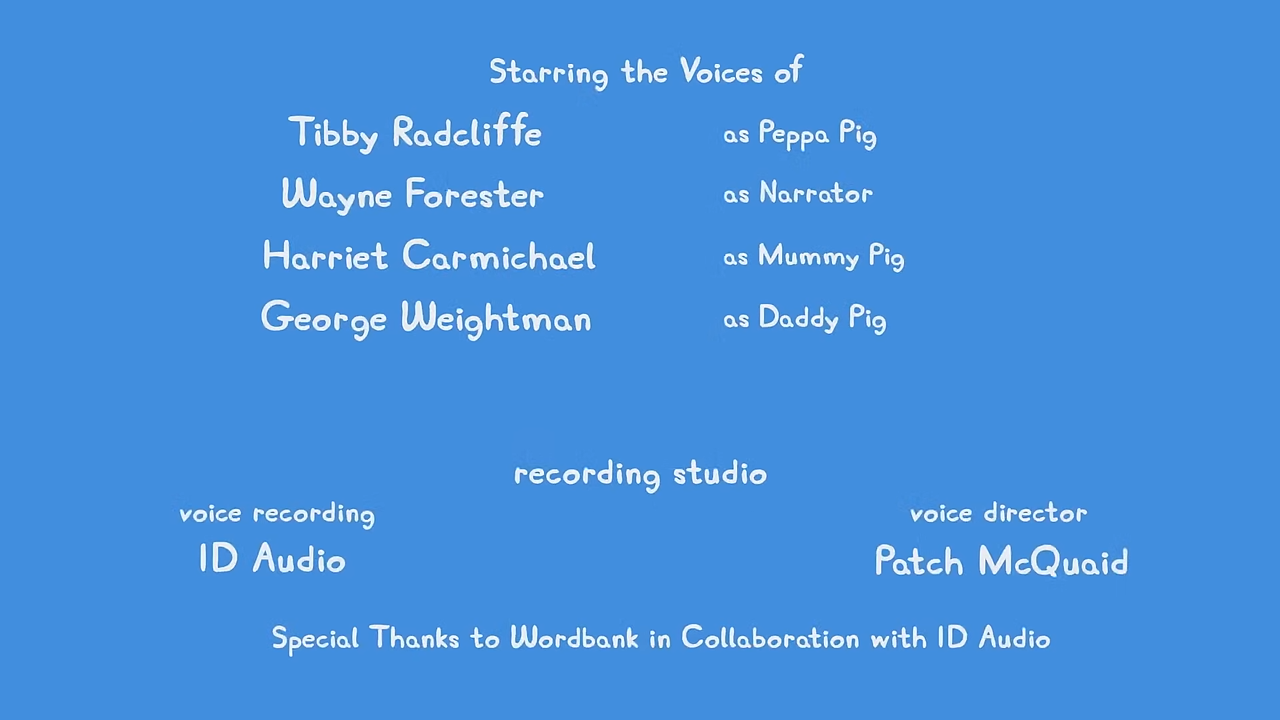 Starring the Voices of
Tibby Radcliffe as Peppa Pig
Wayne Forester as Narrator
Harriet Carmichael as Mummy Pig
George Weightman as Daddy Pig
recording studio
voice recording voice director
ID Audio Patch McQuaid
Special Thanks to Wordbank in Collaboration with ID Audio